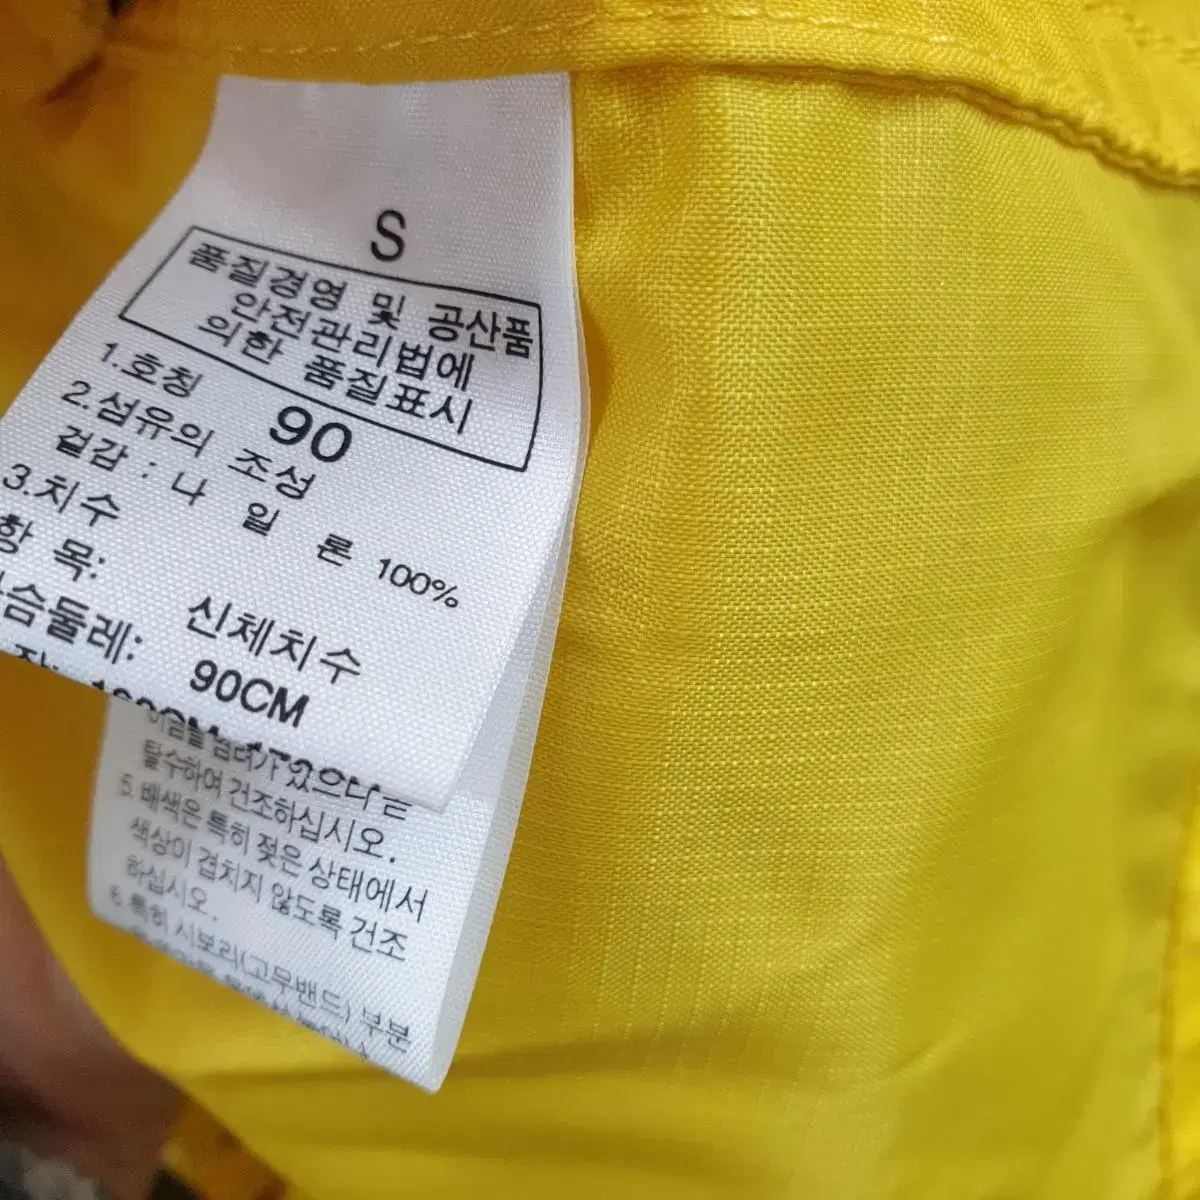 S
품질경영 및 공산품
안전관리법에
의한 품질표시
1.호칭 90
2.섬유의 조성
겉감 : 나 일 론 100%
3.치수
항 목: 신체치수
슴둘레: 90CM
탈수하여 건조하십시오.
5. 배색은 특히 젖은 상태에서
색상이 겹치지 않도록 건조
하십시오.
6. 특히 시보리(고무밴드) 부분